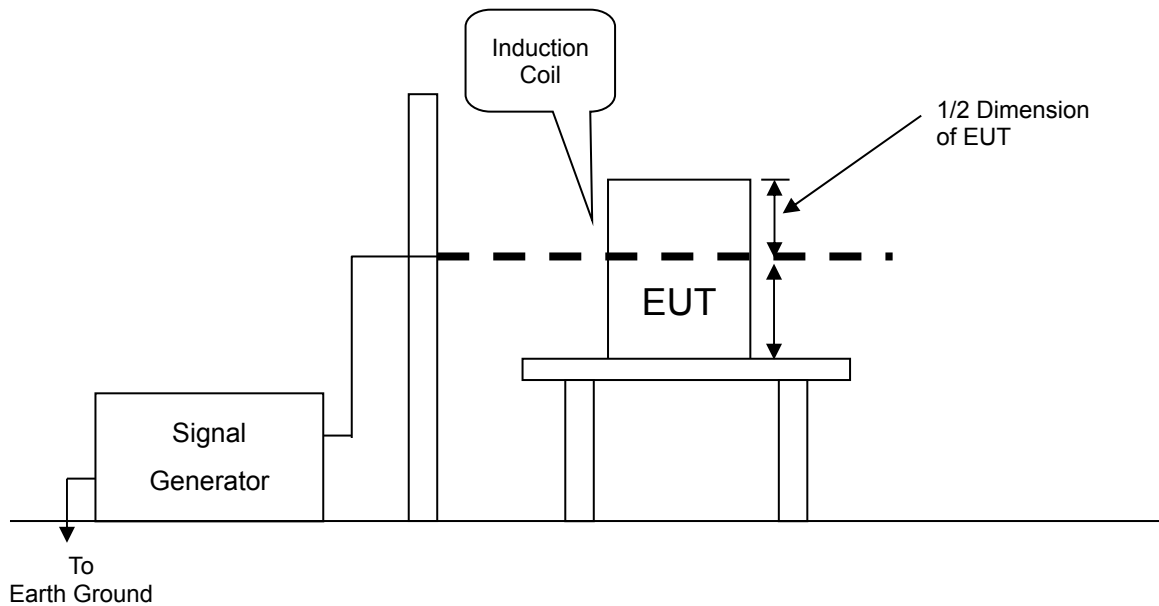 Induction
Coil
1/2 Dimension
of EUT
EUT
Signal
Generator
To
Earth Ground